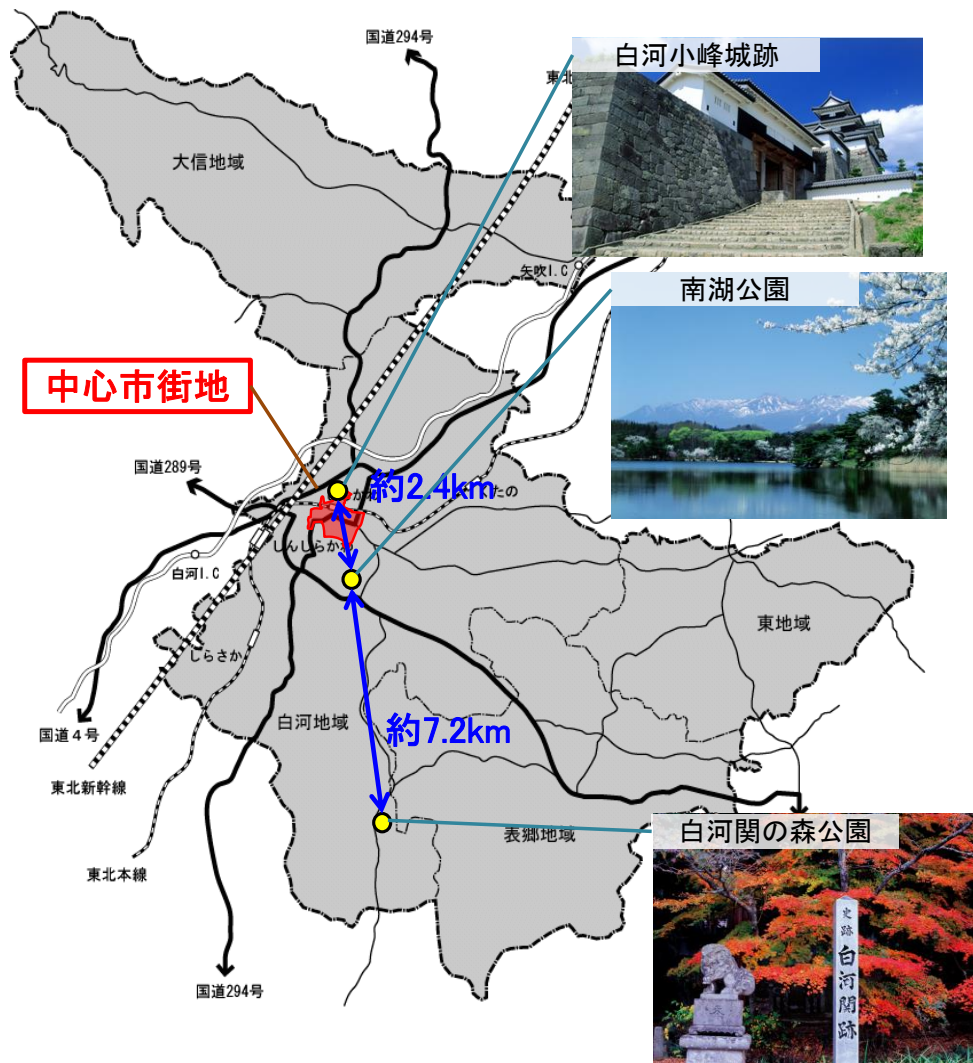 国道294号
白河小峰城跡
東北
大信地域
矢吹I.C
南湖公園
中心市街地
国道289号
約2.4km
たの
しんしらかわ
白河I.C
東地域
しらさか
白河地域
国道4号
約7.2km
東北新幹線
白河関の森公園
表郷地域
東北本線
国道294号
史跡
白河関跡